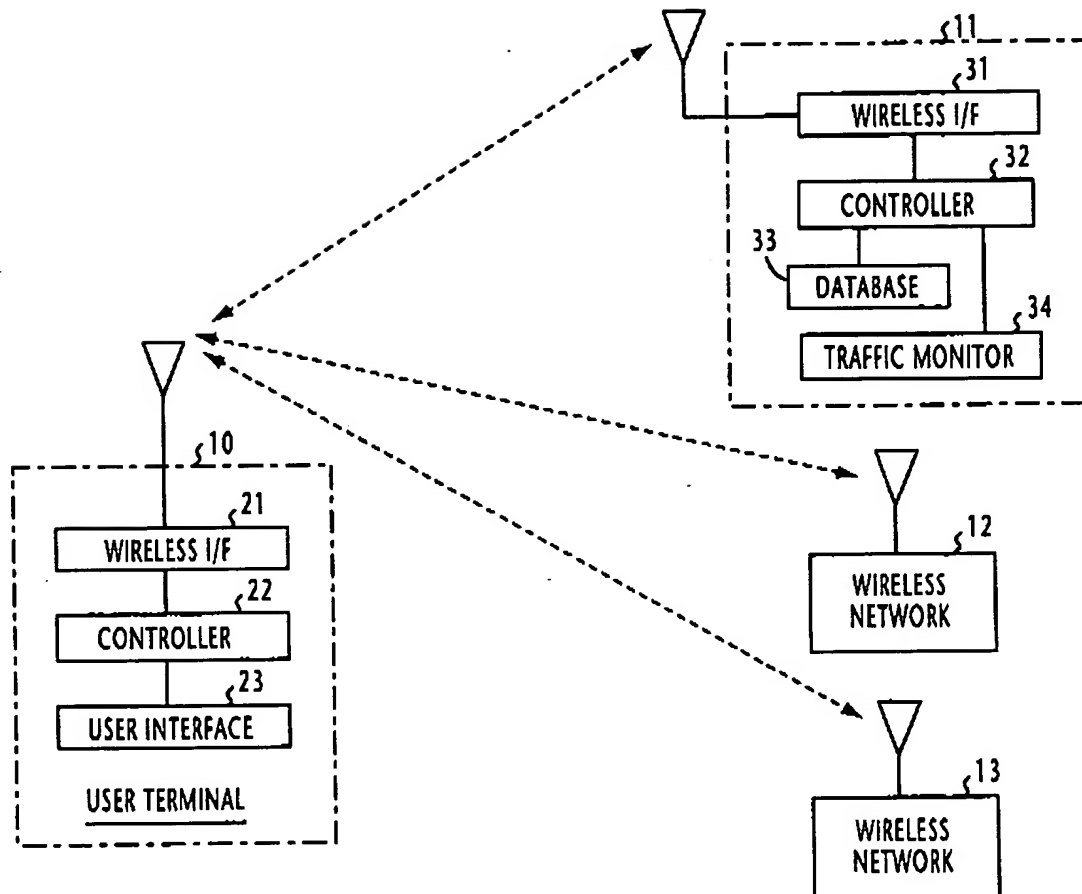 11
31
WIRELESS I/F
32
CONTROLLER
33
DATABASE
34
TRAFFIC MONITOR
10
21
WIRELESS I/F
22
CONTROLLER
23
USER INTERFACE
USER TERMINAL
12
WIRELESS
NETWORK
13
WIRELESS
NETWORK